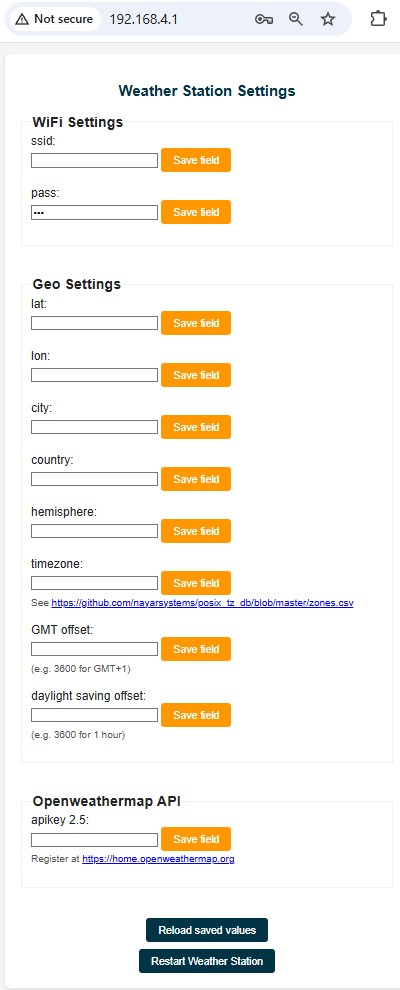 Not secure 192.168.4.1
Weather Station Settings
WiFi Settings
ssid:
Save field
pass:
••• Save field
Geo Settings
lat:
Save field
lon:
Save field
city:
Save field
country:
Save field
hemisphere:
Save field
timezone:
Save field
See https://github.com/nayarsystems/posix_tz_db/blob/master/zones.csv
GMT offset:
Save field
(e.g. 3600 for GMT+1)
daylight saving offset:
Save field
(e.g. 3600 for 1 hour)
Openweathermap API
apikey 2.5:
Save field
Register at https://home.openweathermap.org
Reload saved values
Restart Weather Station